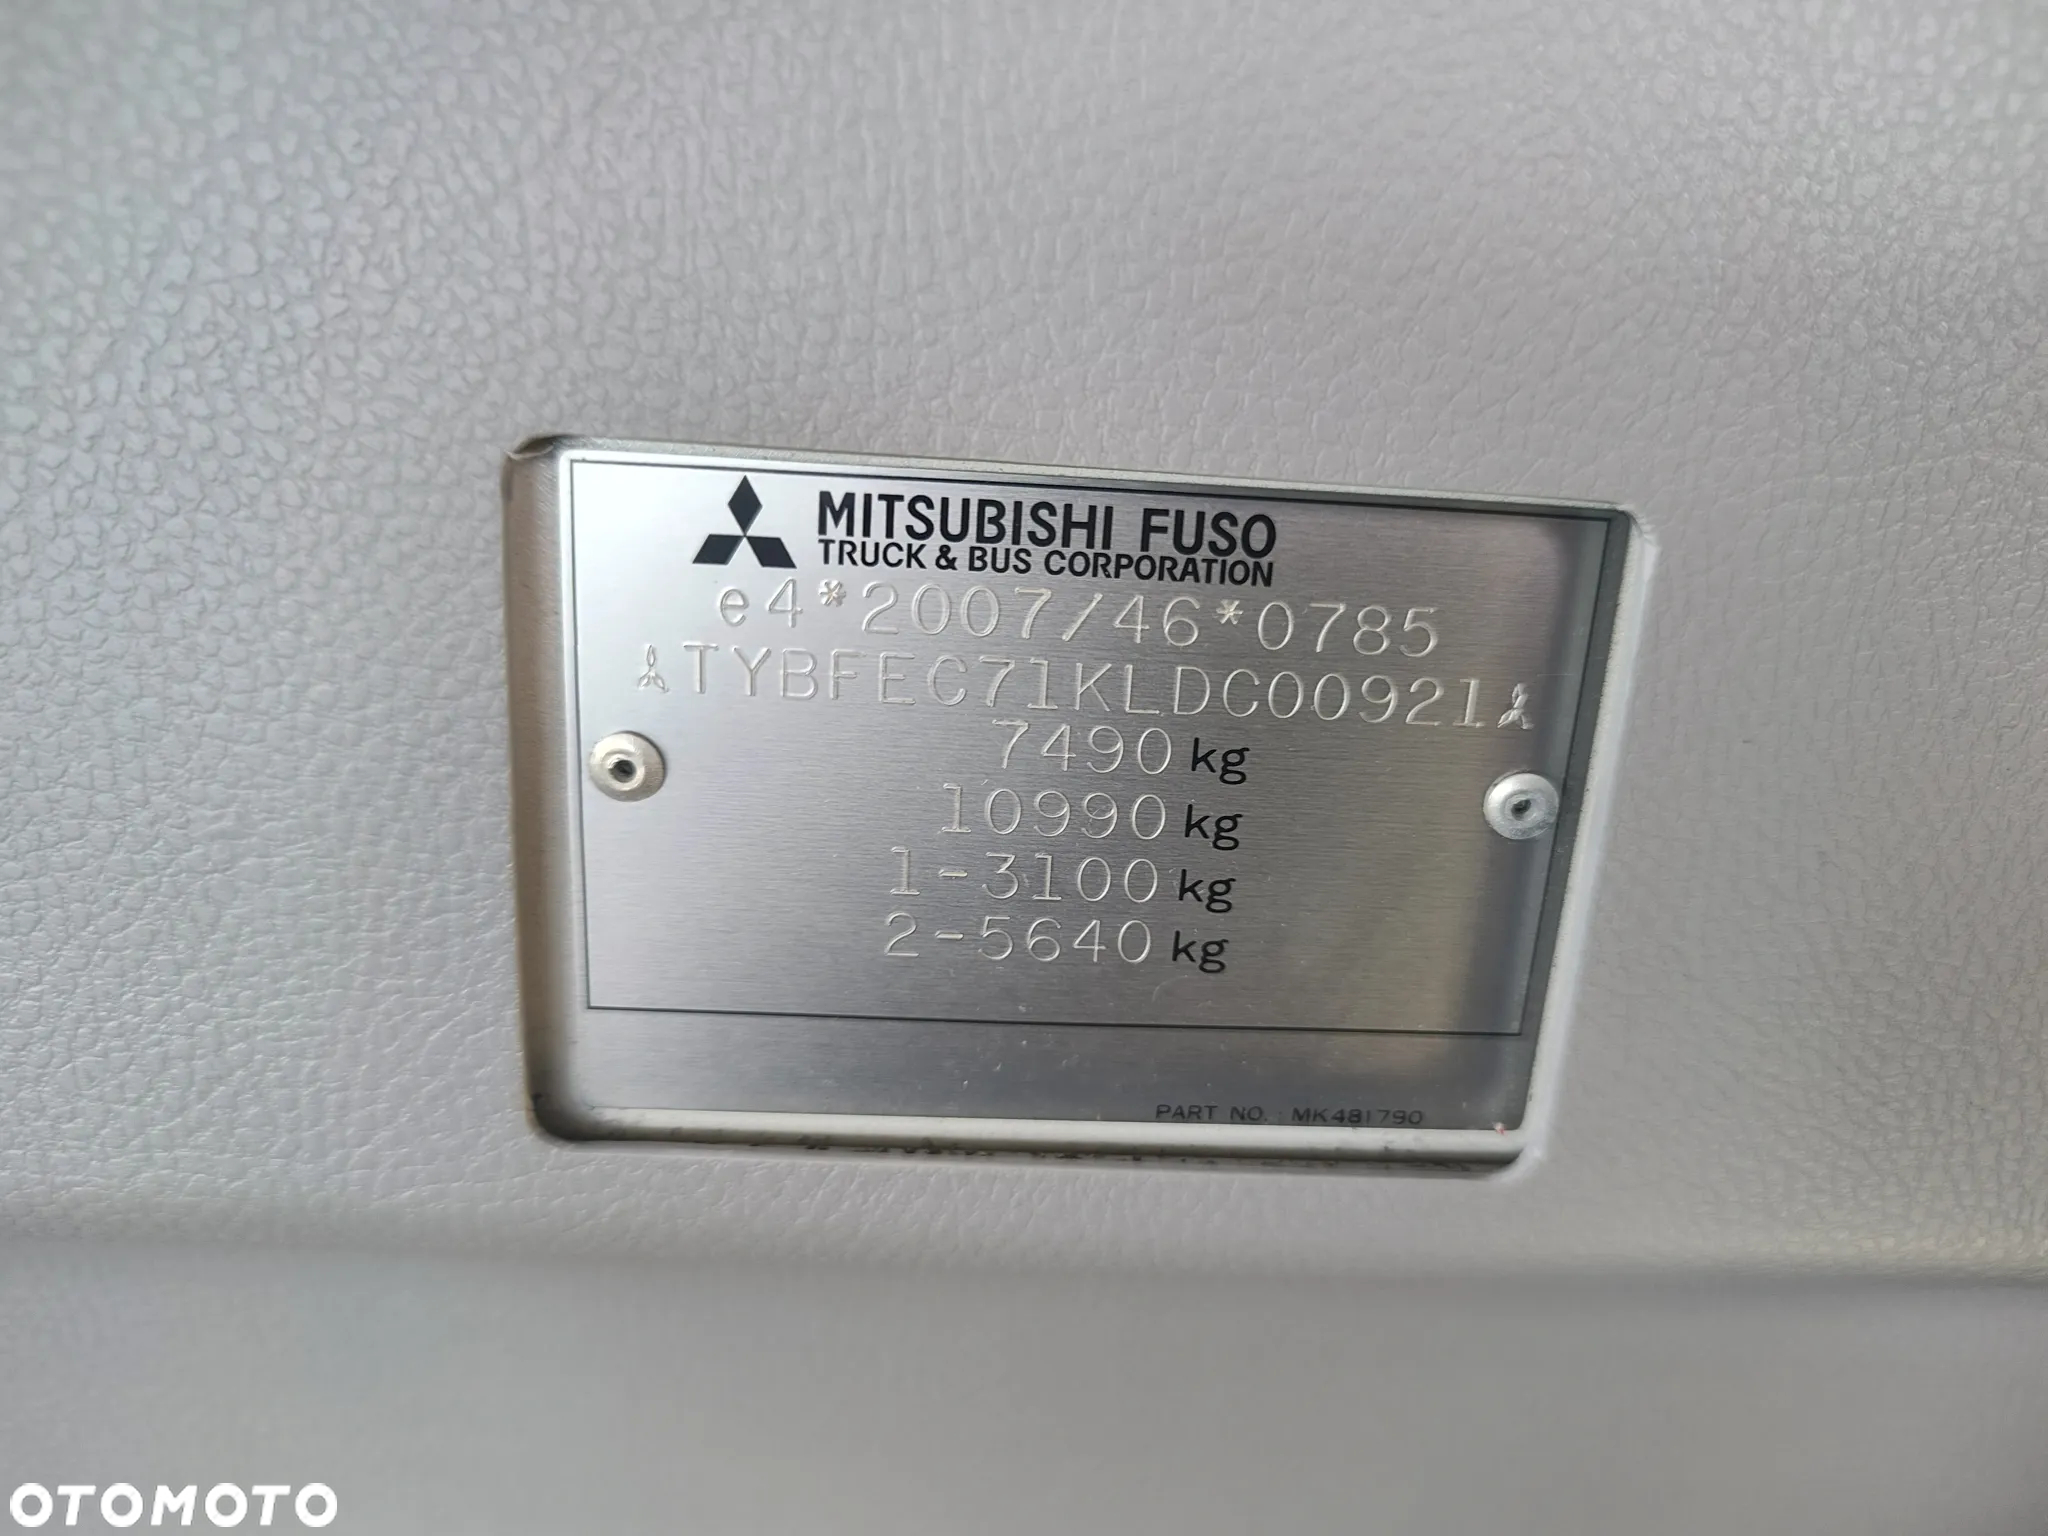 MITSUBISHI FUSO
TRUCK & BUS CORPORATION
e4*2007/46*0785
TYBFEC71KLDC00921
7490 kg
10990 kg
1-3100 kg
2-5640 kg
PART NO. MK481790
OTOMOTO